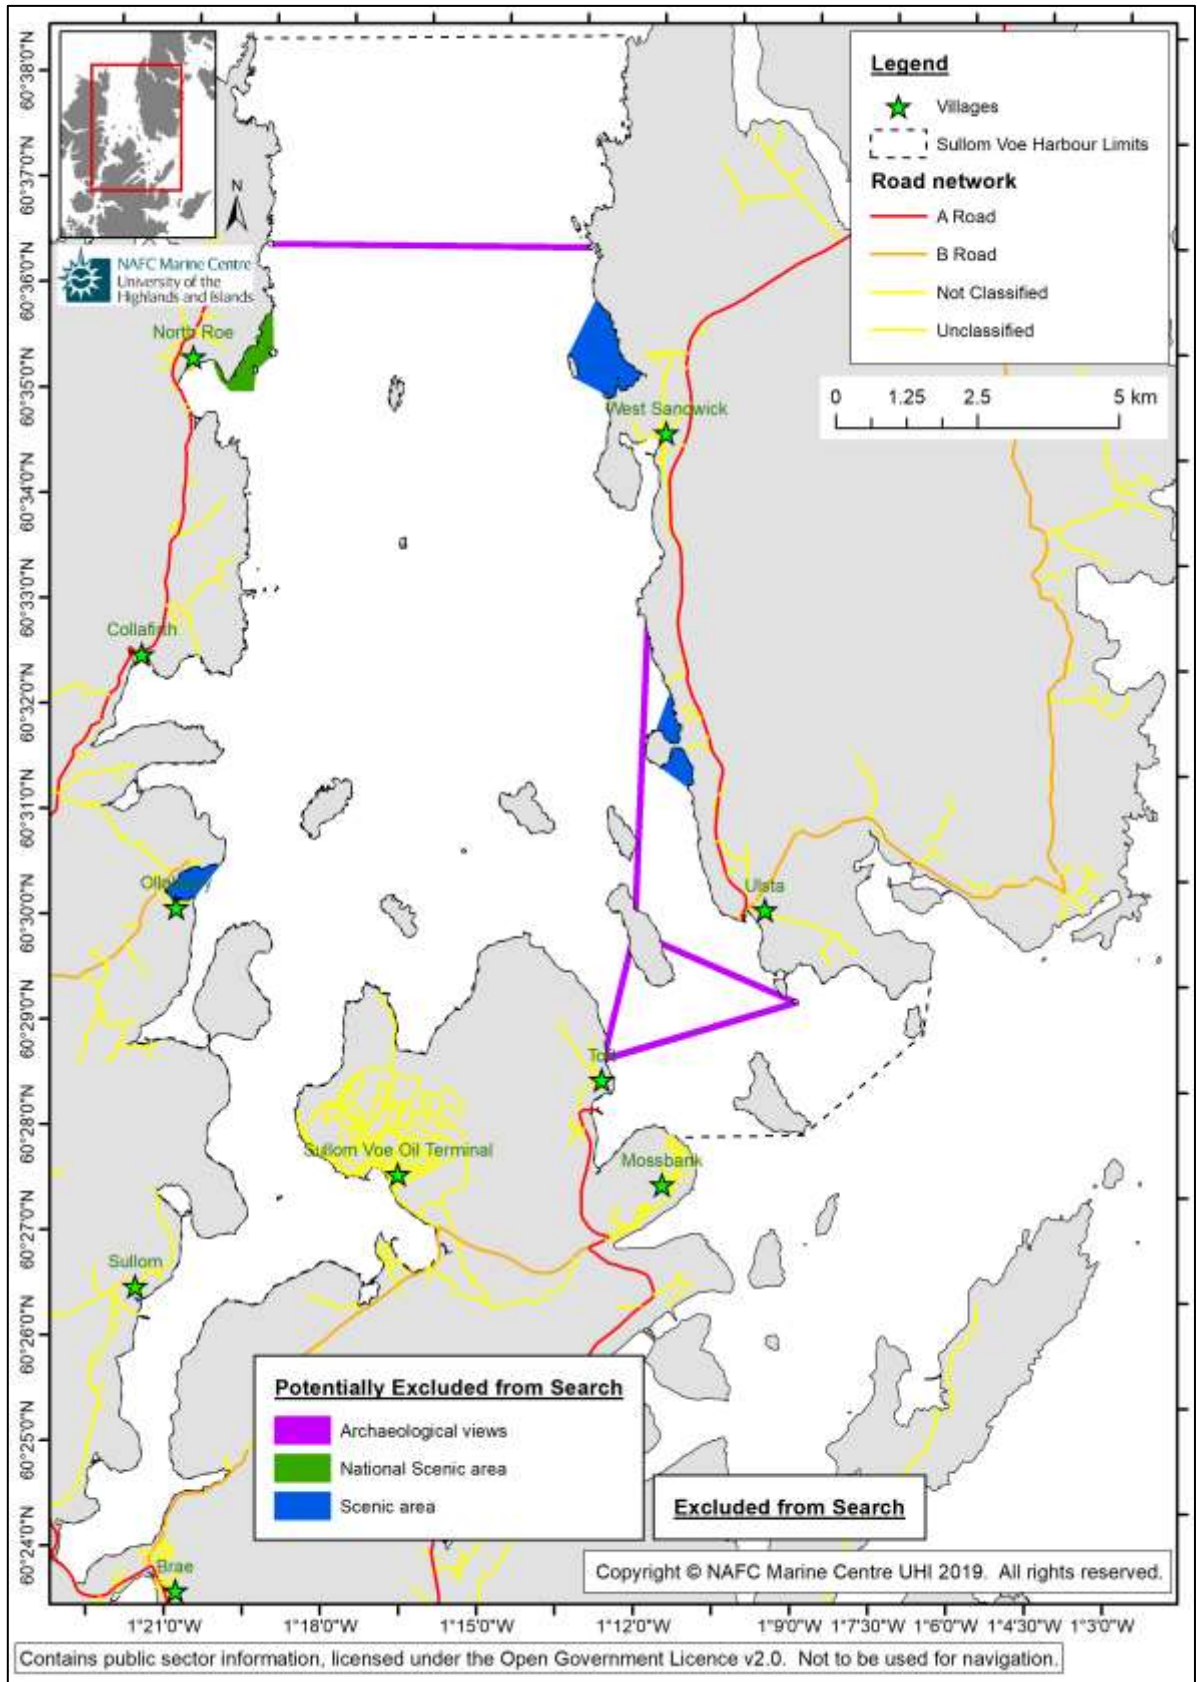 60°38'0"N
60°37'0"N
60°36'0"N
60°35'0"N
60°34'0"N
60°33'0"N
60°32'0"N
60°31'0"N
60°30'0"N
60°29'0"N
60°28'0"N
60°27'0"N
60°26'0"N
60°25'0"N
60°24'0"N
N
NAFC Marine Centre
University of the
Highlands and Islands
Legend
Villages
Sullom Voe Harbour Limits
Road network
A Road
B Road
Not Classified
Unclassified
0 1.25 2.5 5 km
North Roe
West Sandwick
Collafirth
Ulsta
Toft
Sullom Voe Oil Terminal
Mossbank
Sullom
Brae
Potentially Excluded from Search
Archaeological views
National Scenic area
Scenic area
Excluded from Search
Copyright © NAFC Marine Centre UHI 2019. All rights reserved.
1°21'0"W 1°18'0"W 1°15'0"W 1°12'0"W 1°9'0"W 1°7'30"W 1°6'0"W 1°4'30"W 1°3'0"W
Contains public sector information, licensed under the Open Government Licence v2.0. Not to be used for navigation.